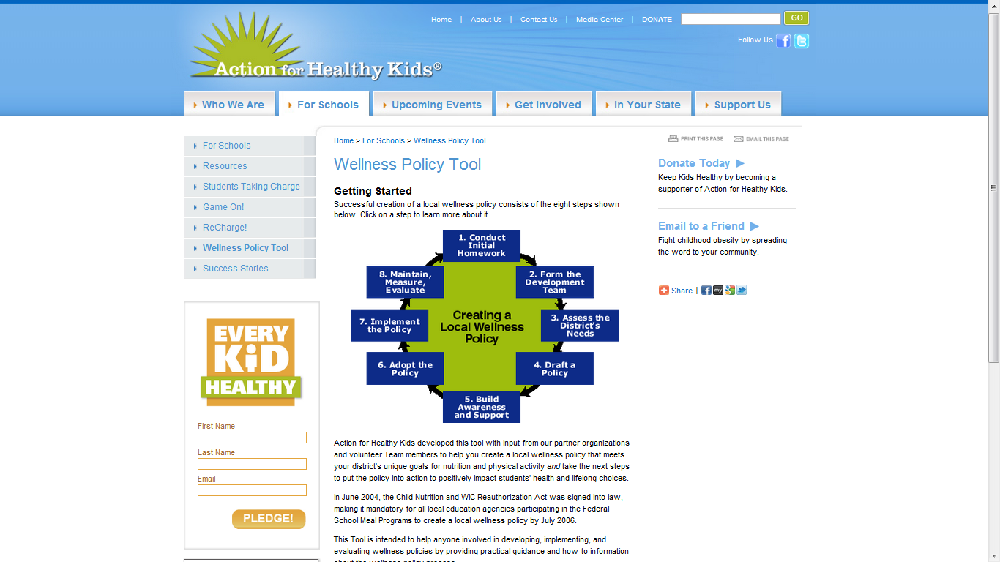 Home | About Us | Contact Us | Media Center | DONATE GO
Follow Us
Action for Healthy Kids®
Who We Are
For Schools
Upcoming Events
Get Involved
In Your State
Support Us
For Schools
Resources
Students Taking Charge
Game On!
ReCharge!
Wellness Policy Tool
Success Stories
EVERY
KID
HEALTHY
First Name
Last Name
Email
PLEDGE!
Home > For Schools > Wellness Policy Tool
Wellness Policy Tool
Getting Started
Successful creation of a local wellness policy consists of the eight steps shown
below. Click on a step to learn more about it.
1. Conduct
Initial
Homework
2. Form the
Development
Team
3. Assess the
District's
Needs
4. Draft a
Policy
5. Build
Awareness
and Support
6. Adopt the
Policy
7. Implement
the Policy
8. Maintain,
Measure,
Evaluate
Creating a
Local Wellness
Policy
Action for Healthy Kids developed this tool with input from our partner organizations
and volunteer Team members to help you create a local wellness policy that meets
your district's unique goals for nutrition and physical activity and take the next steps
to put the policy into action to positively impact students' health and lifelong choices.
In June 2004, the Child Nutrition and WIC Reauthorization Act was signed into law,
making it mandatory for all local education agencies participating in the Federal
School Meal Programs to create a local wellness policy by July 2006.
This Tool is intended to help anyone involved in developing, implementing, and
evaluating wellness policies by providing practical guidance and how-to information
about the wellness policy process.
PRINT THIS PAGE
EMAIL THIS PAGE
Donate Today
Keep Kids Healthy by becoming a
supporter of Action for Healthy Kids.
Email to a Friend
Fight childhood obesity by spreading
the word to your community.
Share |